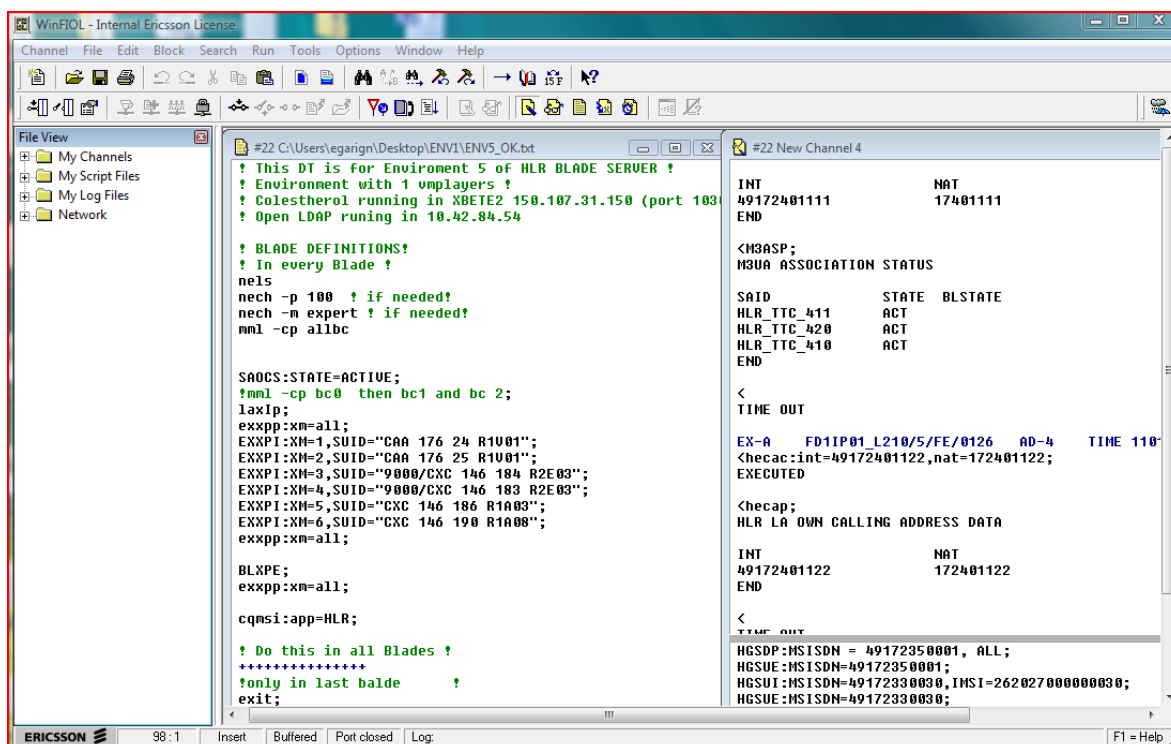 WinFIOL - Internal Ericsson License
Channel File Edit Block Search Run Tools Options Window Help
File View
My Channels
My Script Files
My Log Files
Network
#22 C:\Users\egarign\Desktop\ENV1\ENV5_OK.txt
! This DT is for Enviroment 5 of HLR BLADE SERVER !
! Environment with 1 vmplayers !
! Colestherol running in XBETE2 150.107.31.150 (port 103
! Open LDAP runing in 10.42.84.54
! BLADE DEFINITIONS!
! In every Blade !
nels
nech -p 100 ! if needed!
nech -m expert ! if needed!
mml -cp allbc
SAOCS:STATE=ACTIVE;
!mml -cp bc0 then bc1 and bc 2;
laxIp;
exxpp:xm=all;
EXXPI:XM=1,SUID="CAA 176 24 R1V01";
EXXPI:XM=2,SUID="CAA 176 25 R1V01";
EXXPI:XM=3,SUID="9000/CXC 146 184 R2E03";
EXXPI:XM=4,SUID="9000/CXC 146 183 R2E03";
EXXPI:XM=5,SUID="CXC 146 186 R1A03";
EXXPI:XM=6,SUID="CXC 146 190 R1A08";
exxpp:xm=all;
BLXPE;
exxpp:xm=all;
cqmsi:app=HLR;
! Do this in all Blades !
+++++++++++++++
!only in last balde !
exit;
#22 New Channel 4
INT NAT
49172401111 17401111
END
<M3ASP;
M3UA ASSOCIATION STATUS
SAID STATE BLSTATE
HLR_TTC_411 ACT
HLR_TTC_420 ACT
HLR_TTC_410 ACT
END
<
TIME OUT
EX-A FD1IP01_L210/5/FE/0126 AD-4 TIME 110
<hecac:int=49172401122,nat=172401122;
EXECUTED
<hecap;
HLR LA OWN CALLING ADDRESS DATA
INT NAT
49172401122 172401122
END
<
TIME OUT
HGSDP:MSISDN = 49172350001, ALL;
HGSUE:MSISDN=49172350001;
HGSUI:MSISDN=49172330030,IMSI=262027000000030;
HGSUE:MSISDN=49172330030;
ERICSSON 98 : 1 Insert Buffered Port closed Log: F1 = Help